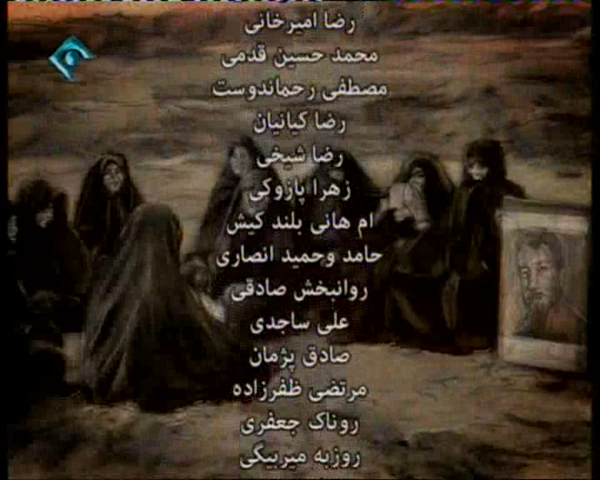 رضا امیرخانی
محمد حسین قدمی
مصطفی رحماندوست
رضا کیانیان
رضا شیخی
زهرا پازوکی
ام هانی بلند کیش
حامد وحمید انصاری
روانبخش صادقی
علی ساجدی
صادق پژمان
مرتضی ظفرزاده
روناک جعفری
روزبه میربیگی